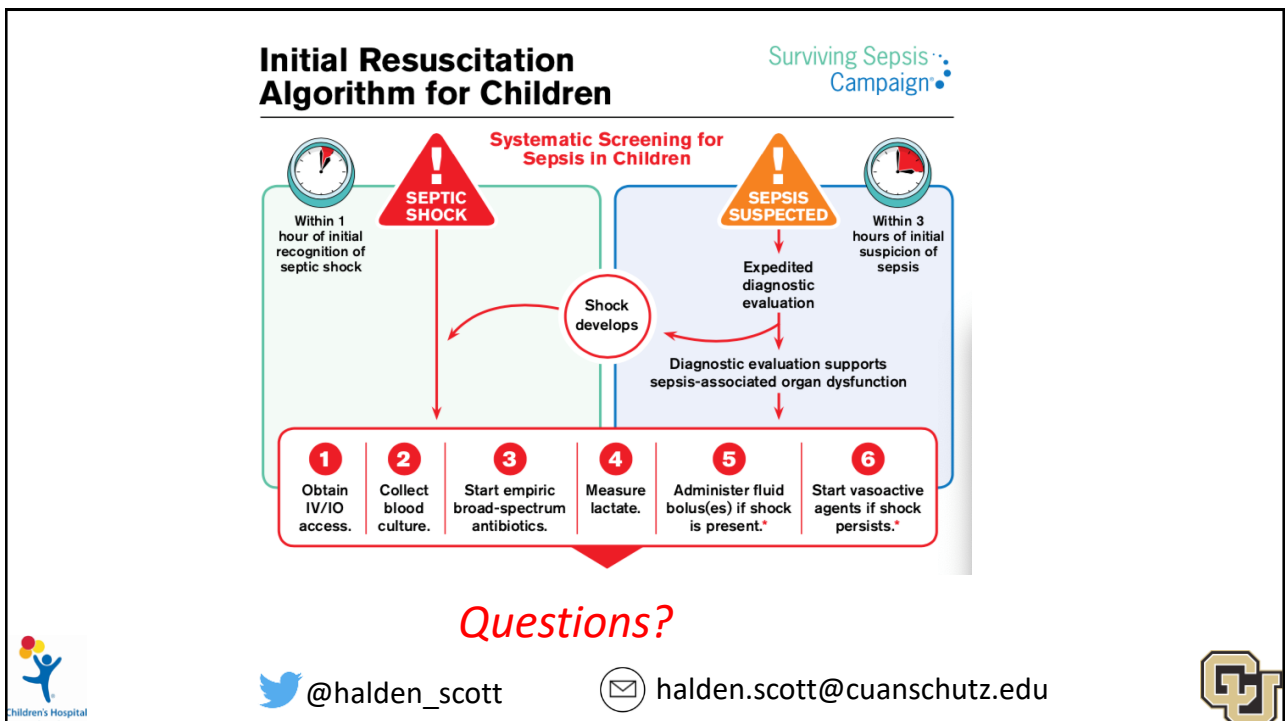 Initial Resuscitation
Algorithm for Children
Surviving Sepsis
Campaign®
Systematic Screening for
Sepsis in Children
!
SEPTIC
SHOCK
!
SEPSIS
SUSPECTED
Within 1
hour of initial
recognition of
septic shock
Within 3
hours of initial
suspicion of
sepsis
Expedited
diagnostic
evaluation
Shock
develops
Diagnostic evaluation supports
sepsis-associated organ dysfunction
1
Obtain
IV/IO
access.
2
Collect
blood
culture.
3
Start empiric
broad-spectrum
antibiotics.
4
Measure
lactate.
5
Administer fluid
bolus(es) if shock
is present.*
6
Start vasoactive
agents if shock
persists.*
Questions?
Children's Hospital
@halden_scott
halden.scott@cuanschutz.edu
CU